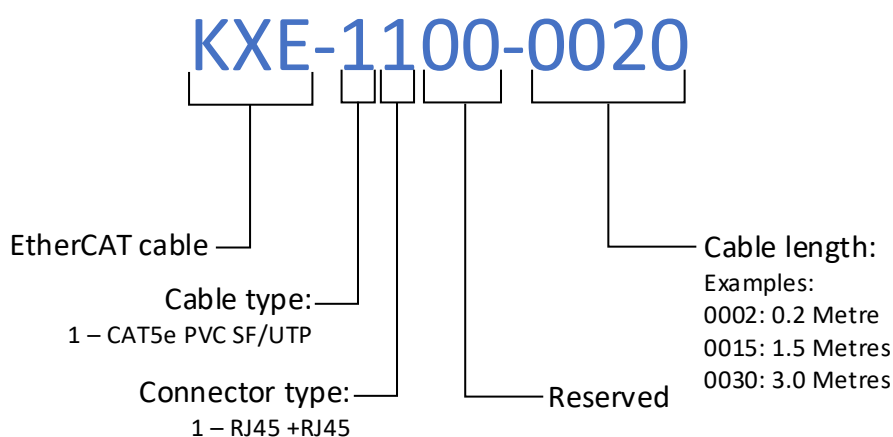 KXE-1100-0020
EtherCAT cable
Cable type:
1 – CAT5e PVC SF/UTP
Connector type:
1 – RJ45 +RJ45
Reserved
Cable length:
Examples:
0002: 0.2 Metre
0015: 1.5 Metres
0030: 3.0 Metres